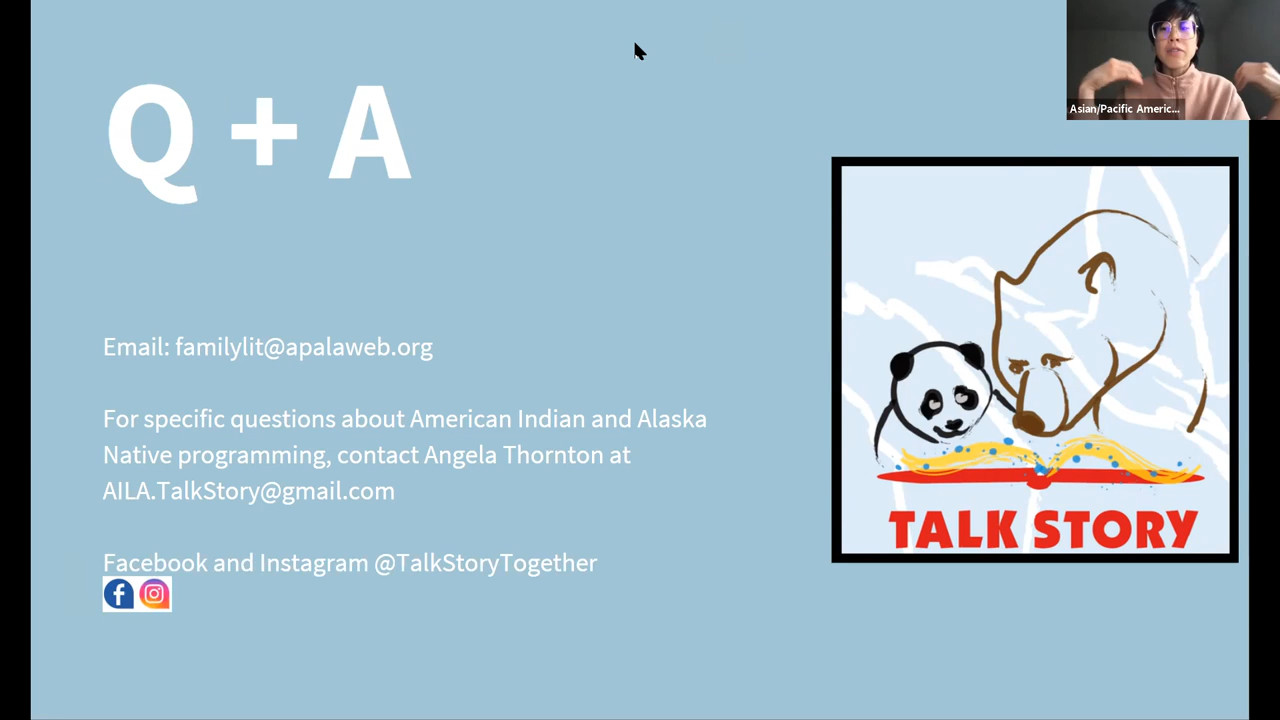 Asian/Pacific Americ...
Q + A
Email: familylit@apalaweb.org
For specific questions about American Indian and Alaska
Native programming, contact Angela Thornton at
AILA.TalkStory@gmail.com
Facebook and Instagram @TalkStoryTogether
TALK STORY